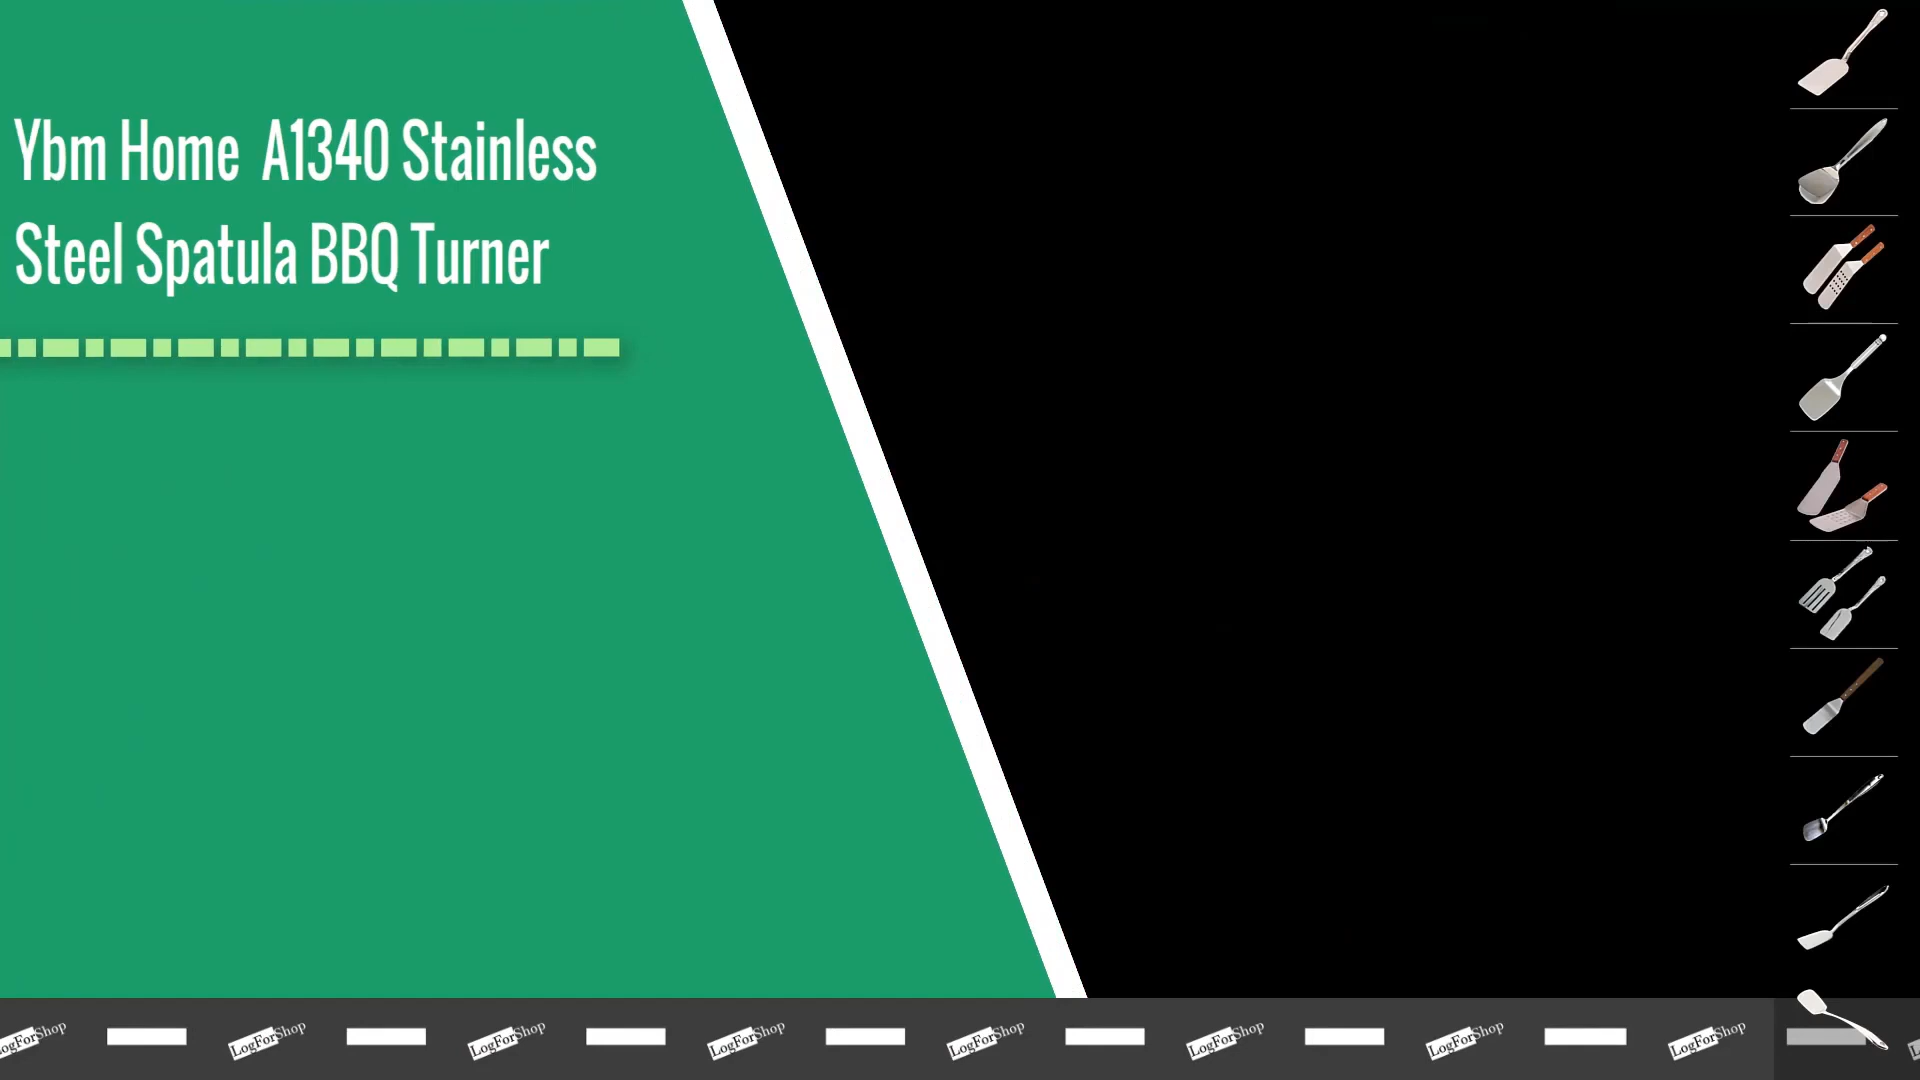 Ybm Home A1340 Stainless
Steel Spatula BBQ Turner
LogForShop LogForShop LogForShop LogForShop LogForShop LogForShop LogForShop LogForShop